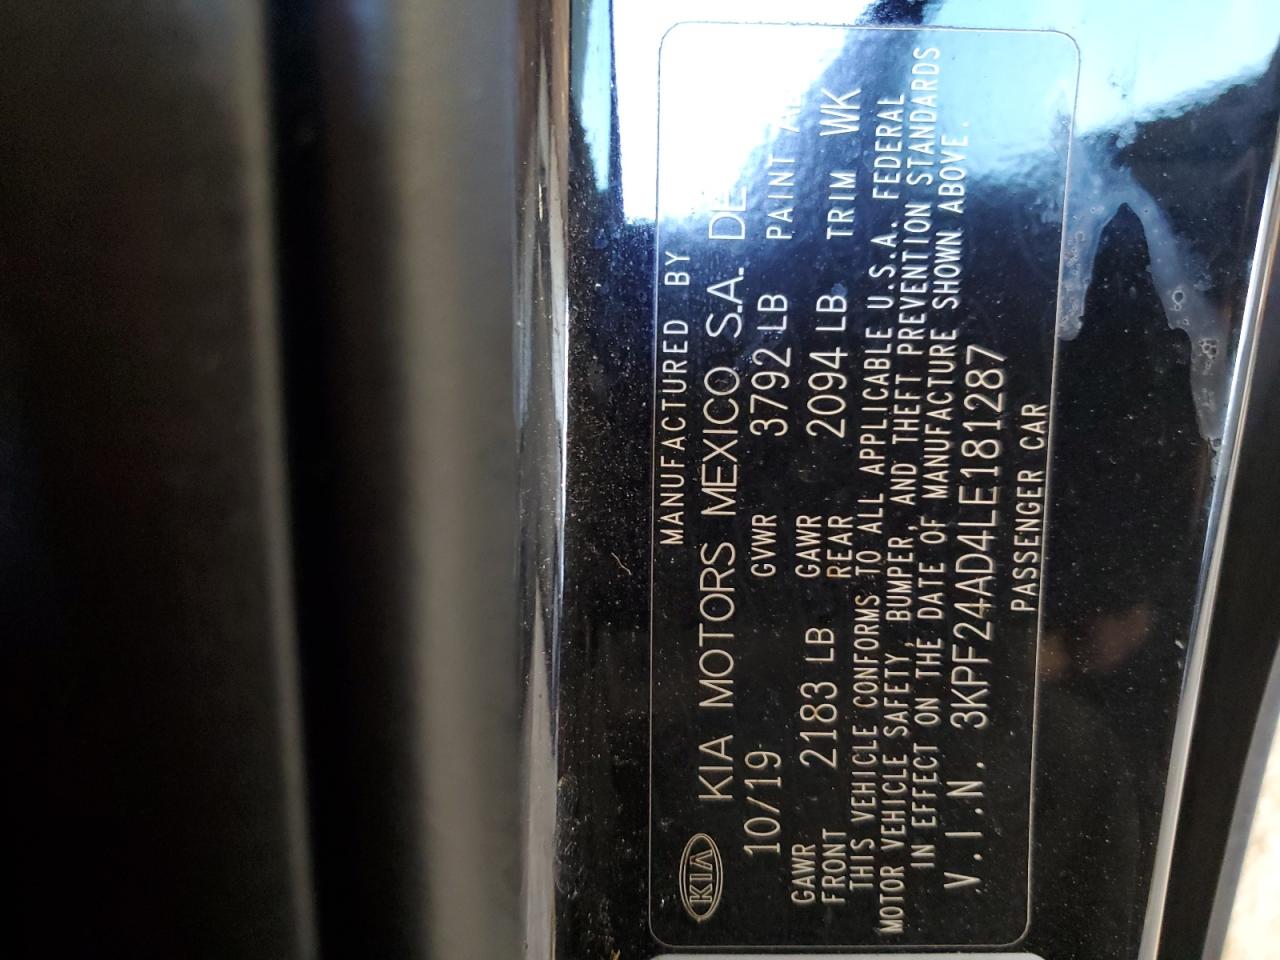 MANUFACTURED BY
KIA KIA MOTORS MEXICO S.A. DE
10/19 GVWR 3792 LB PAINT
GAWR FRONT 2183 LB GAWR REAR 2094 LB TRIM WK
THIS VEHICLE CONFORMS TO ALL APPLICABLE U.S.A. FEDERAL
MOTOR VEHICLE SAFETY, BUMPER, AND THEFT PREVENTION STANDARDS
IN EFFECT ON THE DATE OF MANUFACTURE SHOWN ABOVE.
V.I.N. 3KPF24AD4LE181287
PASSENGER CAR